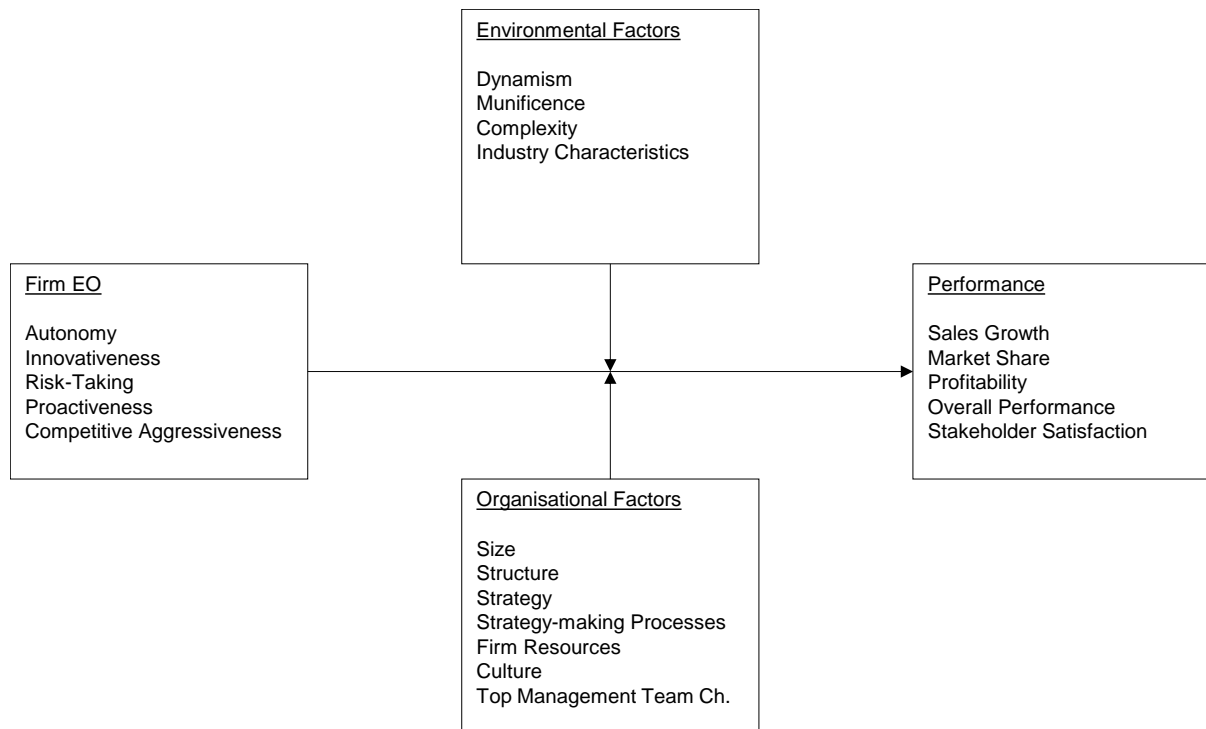 Environmental Factors
Dynamism
Munificence
Complexity
Industry Characteristics
Firm EO
Autonomy
Innovativeness
Risk-Taking
Proactiveness
Competitive Aggressiveness
Performance
Sales Growth
Market Share
Profitability
Overall Performance
Stakeholder Satisfaction
Organisational Factors
Size
Structure
Strategy
Strategy-making Processes
Firm Resources
Culture
Top Management Team Ch.